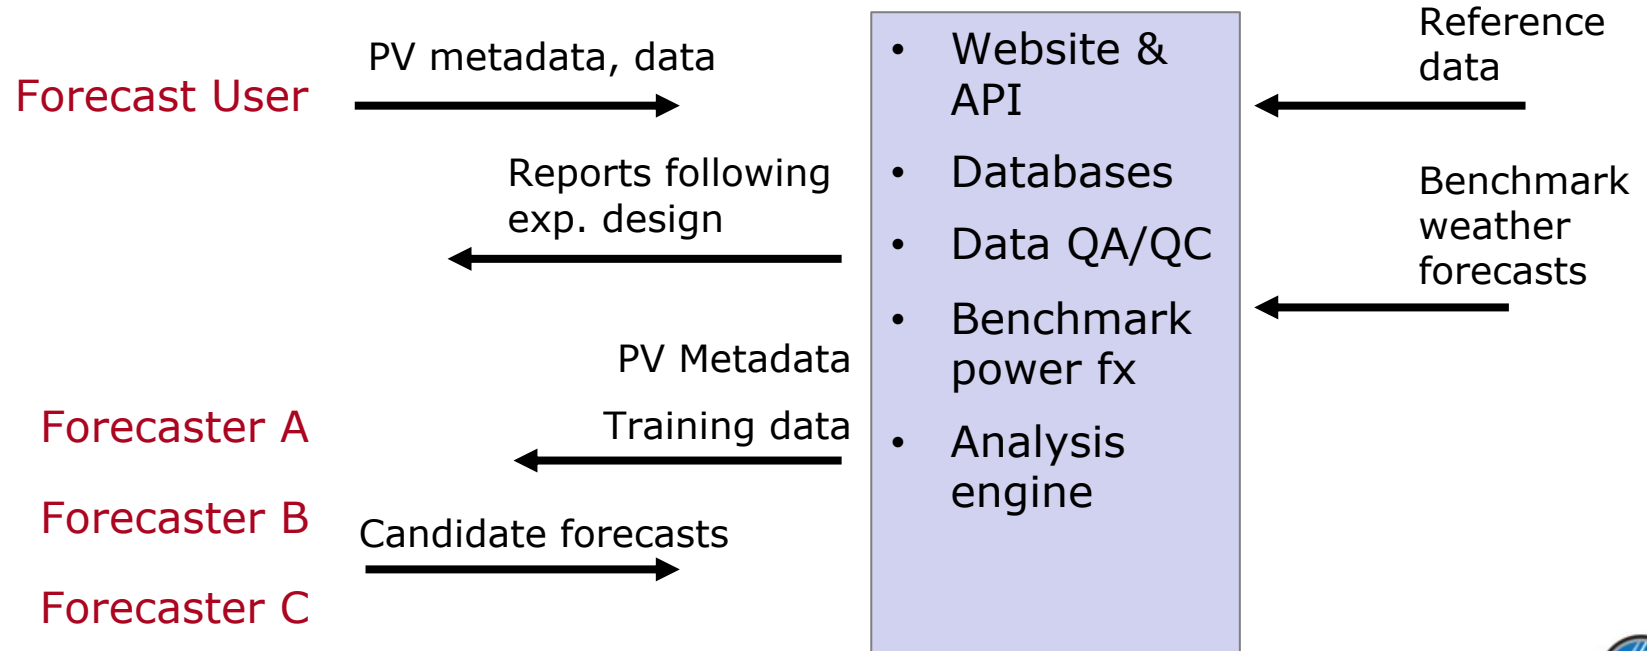 Forecast User
PV metadata, data
Reports following
exp. design
PV Metadata
Training data
Forecaster A
Forecaster B
Forecaster C
Candidate forecasts
• Website &
API
• Databases
• Data QA/QC
• Benchmark
power fx
• Analysis
engine
Reference
data
Benchmark
weather
forecasts